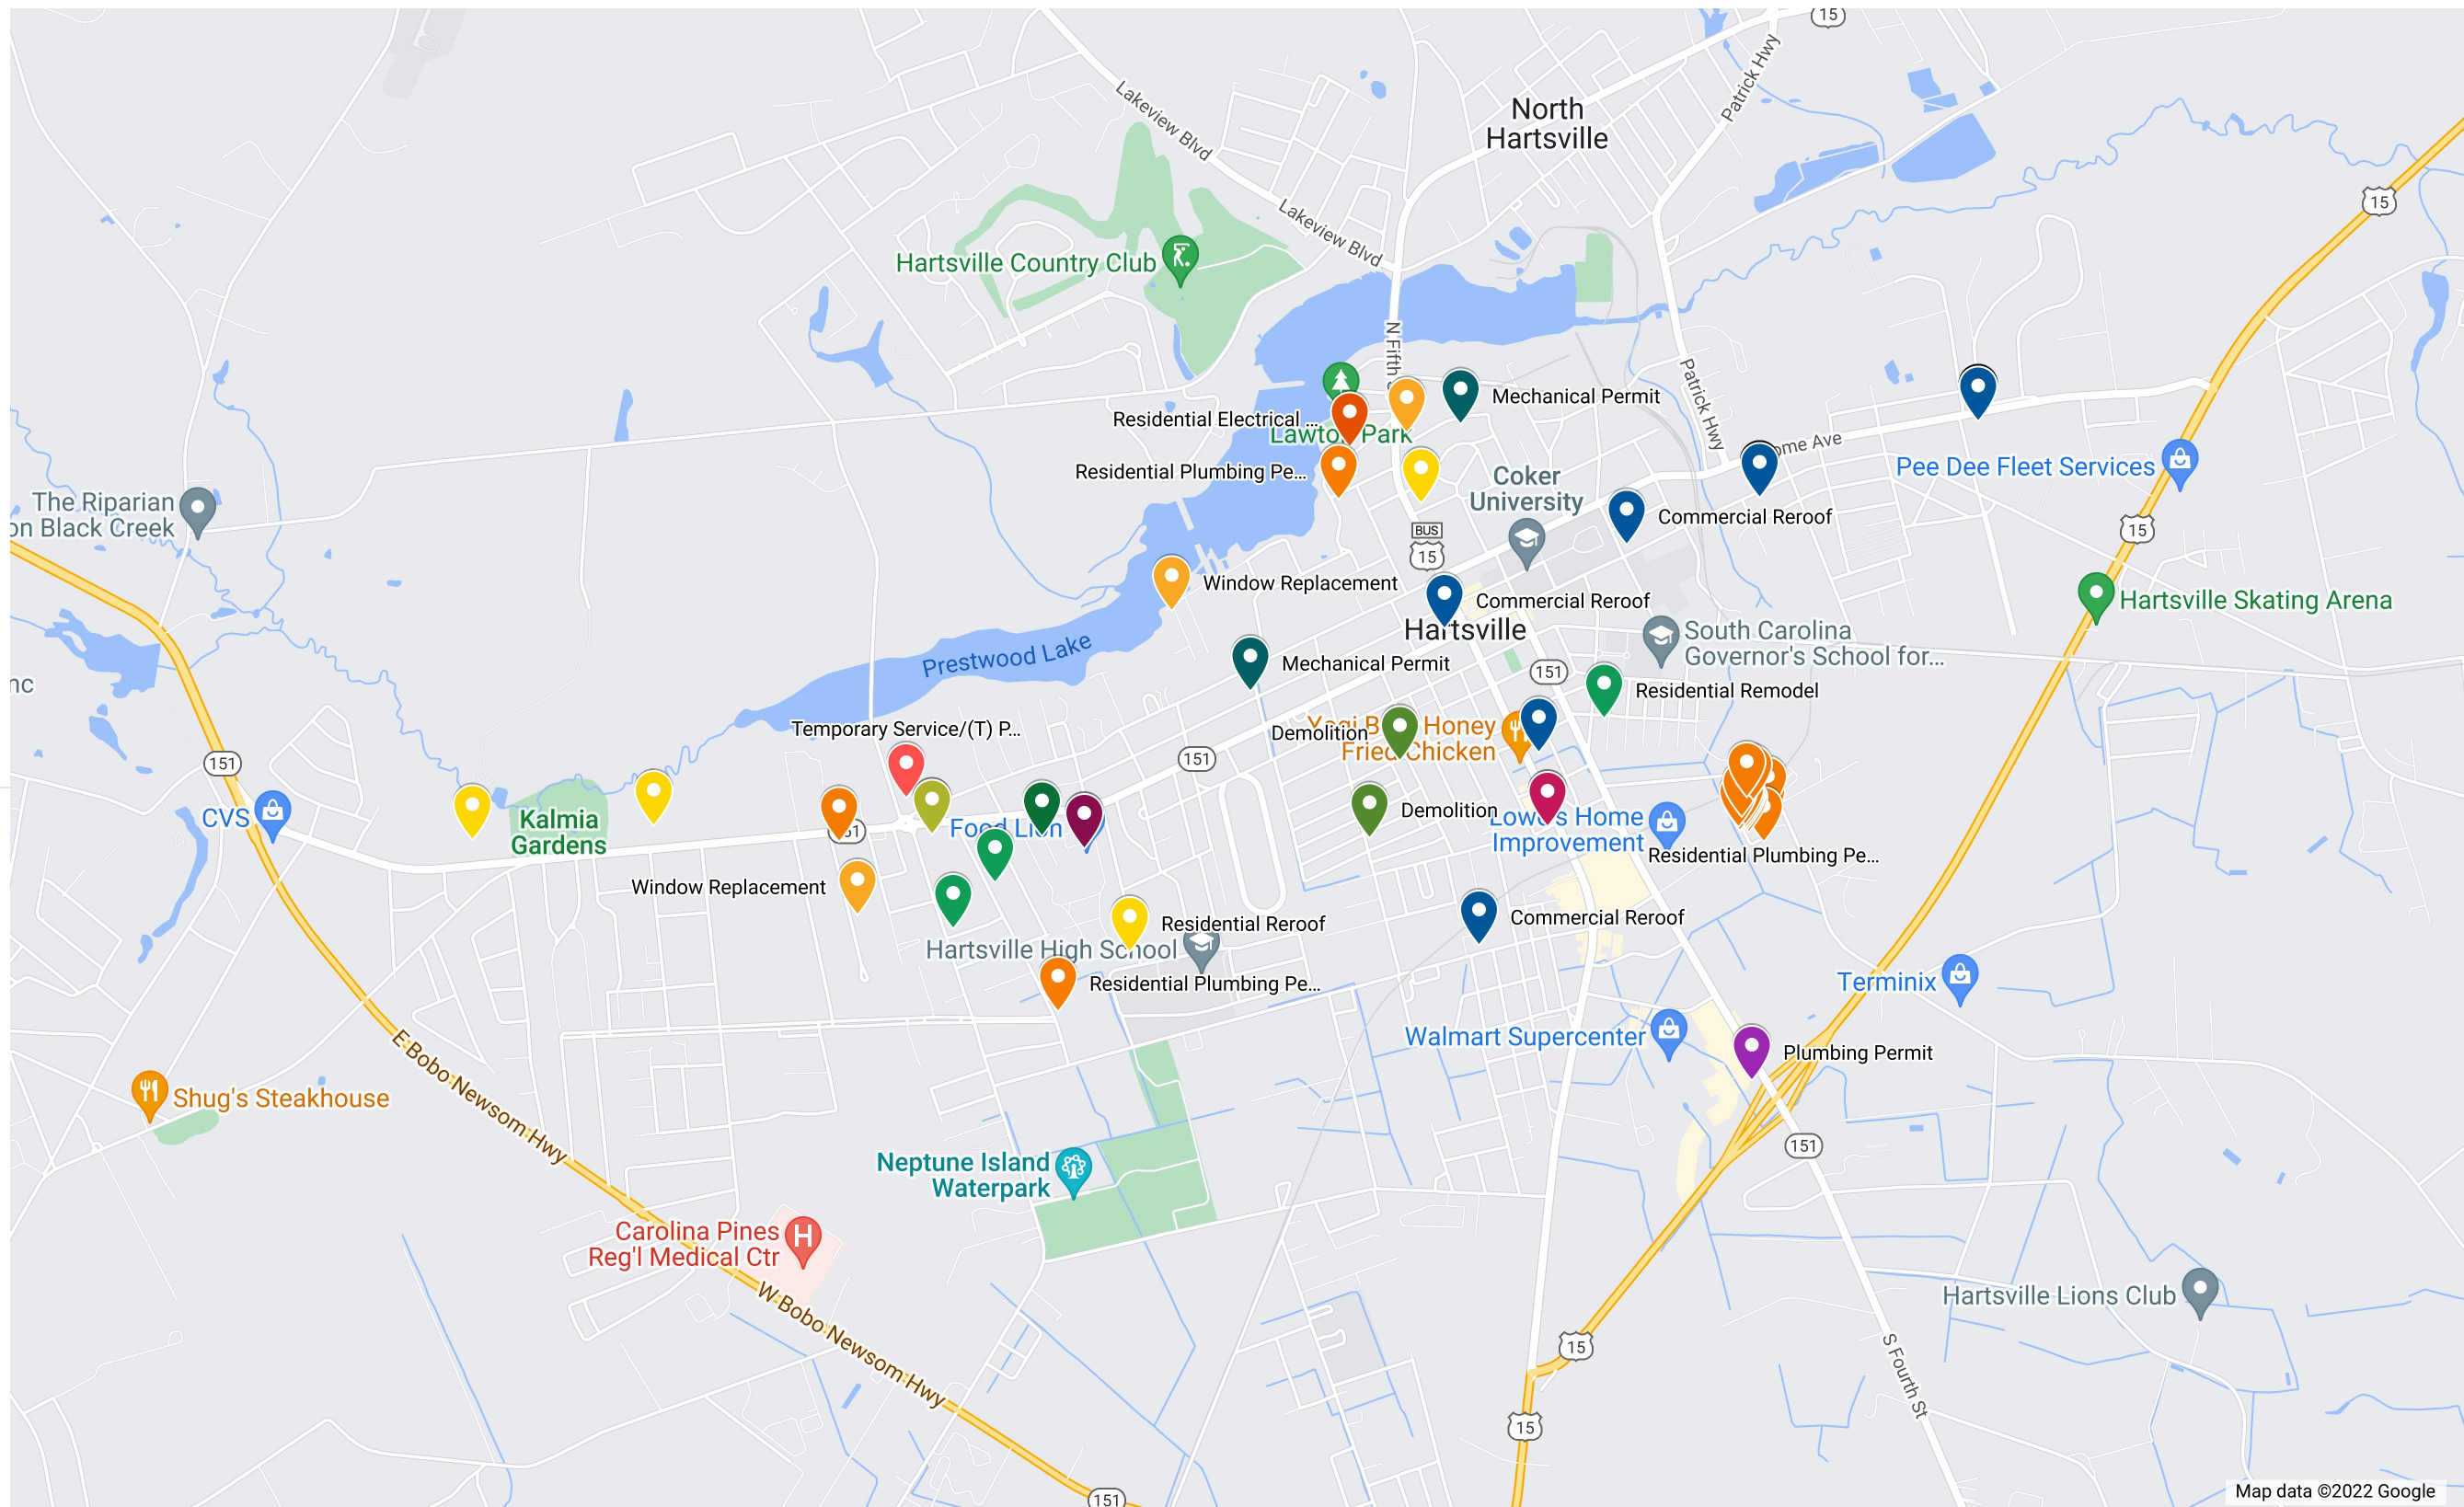 15
North
Hartsville
Patrick Hwy
Lakeview Blvd
15
Lakeview Blvd
Hartsville Country Club
N Fifth
Patrick Hwy
Mechanical Permit
Residential Electrical ...
Lawton Park
ome Ave
Residential Plumbing Pe...
Pee Dee Fleet Services
Coker
University
The Riparian
on Black Creek
Commercial Reroof
BUS
15
15
Window Replacement
Commercial Reroof
Hartsville Skating Arena
Hartsville
South Carolina
Governor's School for...
Prestwood Lake
Mechanical Permit
151
nc
Residential Remodel
Temporary Service/(T) P...
Demolition
Yogi B Honey
Fried Chicken
151
151
CVS
Kalmia
Gardens
151
Food Lion
Demolition
Lowe's Home
Improvement
Residential Plumbing Pe...
Window Replacement
Residential Reroof
Commercial Reroof
Hartsville High School
Residential Plumbing Pe...
Terminix
Walmart Supercenter
Plumbing Permit
E Bobo Newsom Hwy
Shug's Steakhouse
151
Neptune Island
Waterpark
Carolina Pines
Reg'l Medical Ctr
W Bobo Newsom Hwy
Hartsville Lions Club
15
S Fourth St
15
151
Map data ©2022 Google